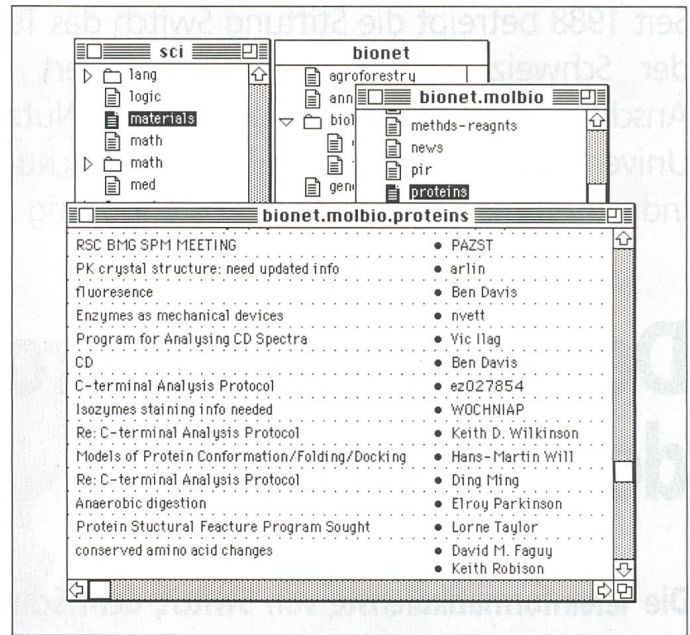 sci
lang
logic
materials
math
math
med
bionet
agroforestry
ann
biol
gen
bionet.molbio
methds-reagnts
news
pir
proteins
bionet.molbio.proteins
RSC BMG SPM MEETING • PAZST
PK crystal structure: need updated info • arlin
fluoresence • Ben Davis
Enzymes as mechanical devices • nvett
Program for Analysing CD Spectra • Vic Ilag
CD • Ben Davis
C-terminal Analysis Protocol • ez027854
Isozymes staining info needed • WOCHNIAP
Re: C-terminal Analysis Protocol • Keith D. Wilkinson
Models of Protein Conformation/Folding/Docking • Hans-Martin Will
Re: C-terminal Analysis Protocol • Ding Ming
Anaerobic digestion • Elroy Parkinson
Protein Stuctural Feacture Program Sought • Lorne Taylor
conserved amino acid changes • David M. Faguy
• Keith Robison